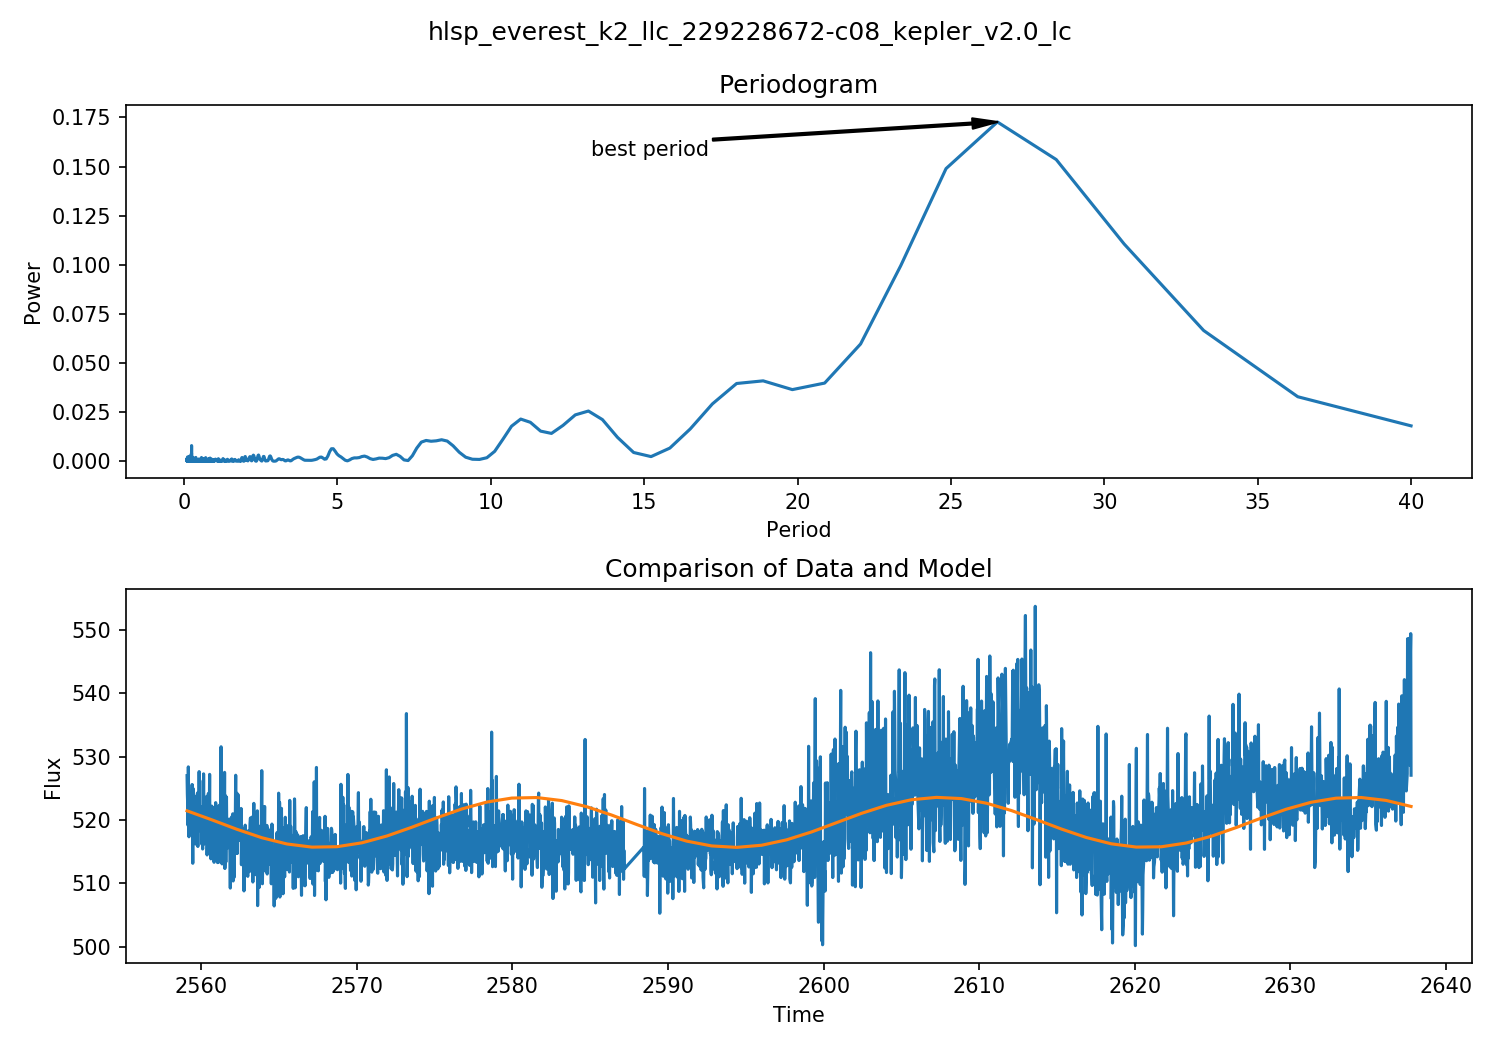 hlsp_everest_k2_llc_229228672-c08_kepler_v2.0_lc
Periodogram
0.175
0.150
0.125
0.100
0.075
0.050
0.025
0.000
Power
best period
0 5 10 15 20 25 30 35 40
Period
Comparison of Data and Model
550
540
530
520
510
500
Flux
2560 2570 2580 2590 2600 2610 2620 2630 2640
Time